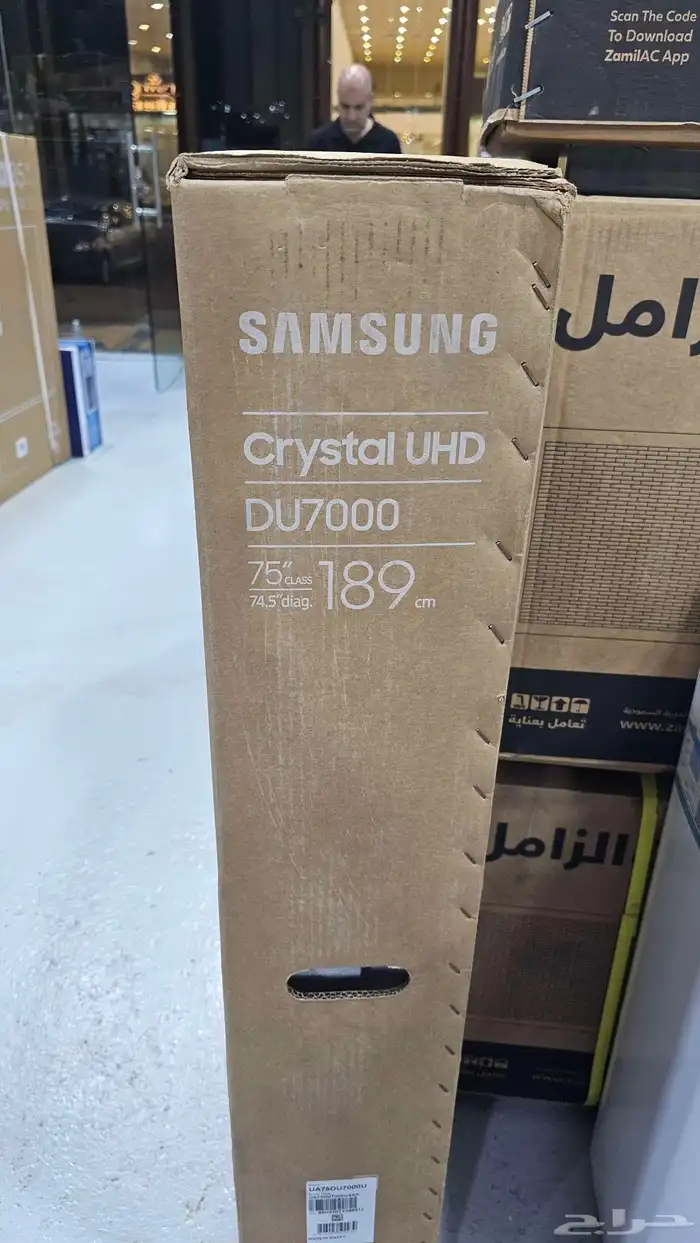 Scan The Code
To Download
ZamilAC App
SAMSUNG
Crystal UHD
DU7000
75" CLASS
74.5"diag.
189 cm
تعامل بعناية
الزامل
UA75DU7000U
حراج